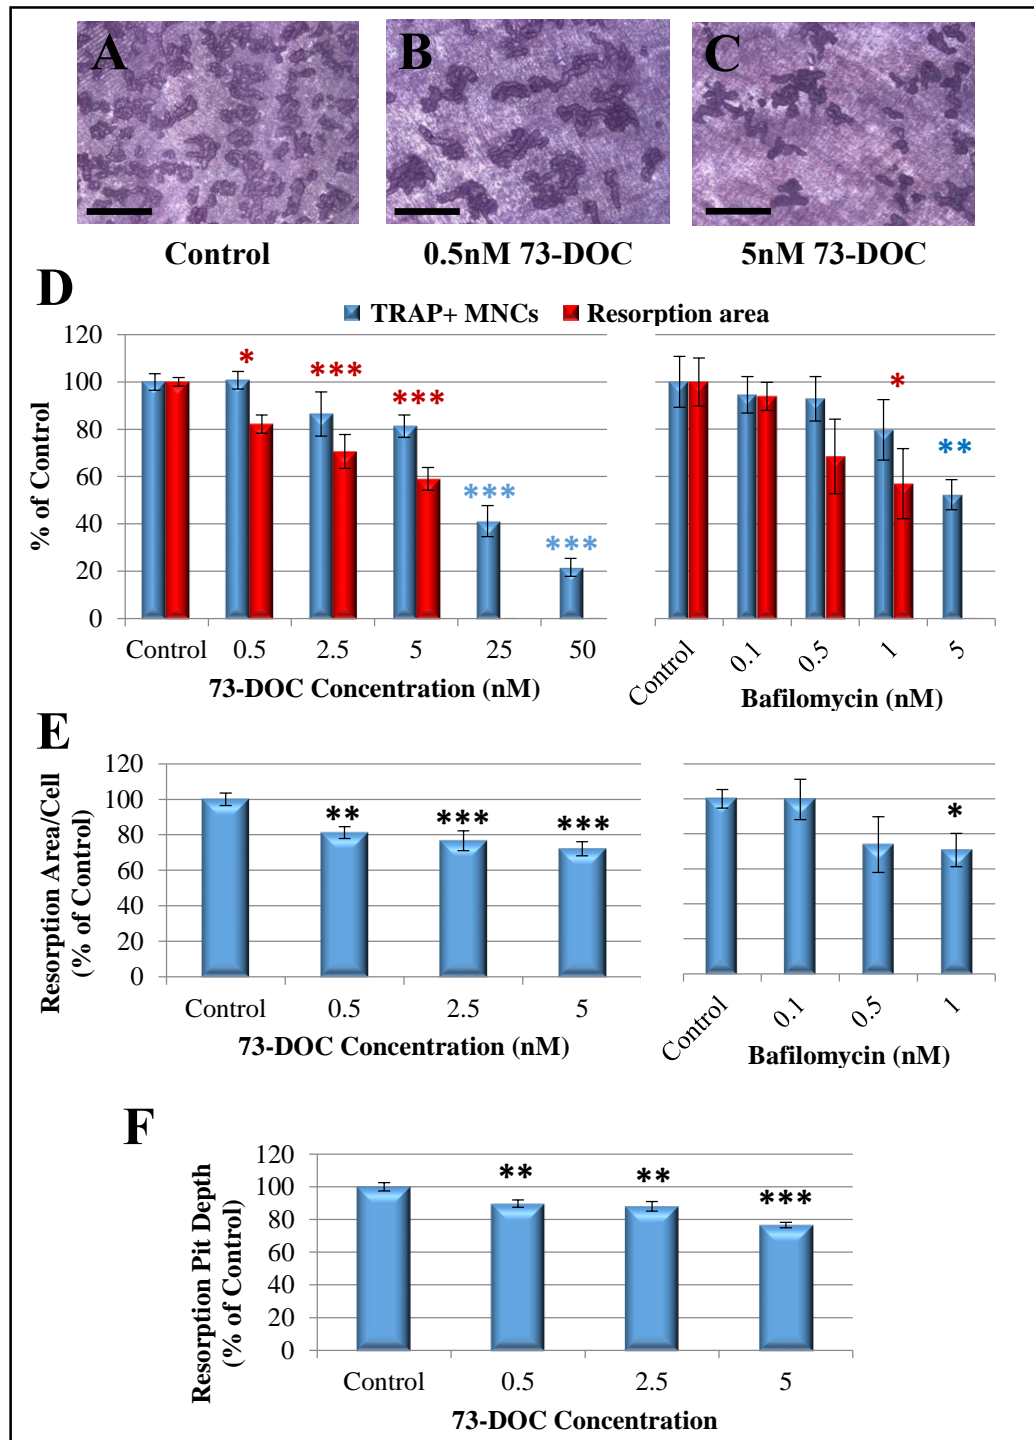 A B C
Control 0.5nM 73-DOC 5nM 73-DOC
D
TRAP+ MNCs Resorption area
% of Control
120
100
80
60
40
20
0
* *** *** *** ***
Control 0.5 2.5 5 25 50
73-DOC Concentration (nM)
* **
Control 0.1 0.5 1 5
Bafilomycin (nM)
E
Resorption Area/Cell
(% of Control)
120
100
80
60
40
20
0
** *** ***
Control 0.5 2.5 5
73-DOC Concentration (nM)
*
Control 0.1 0.5 1
Bafilomycin (nM)
F
Resorption Pit Depth
(% of Control)
120
100
80
60
40
20
0
** ** ***
Control 0.5 2.5 5
73-DOC Concentration